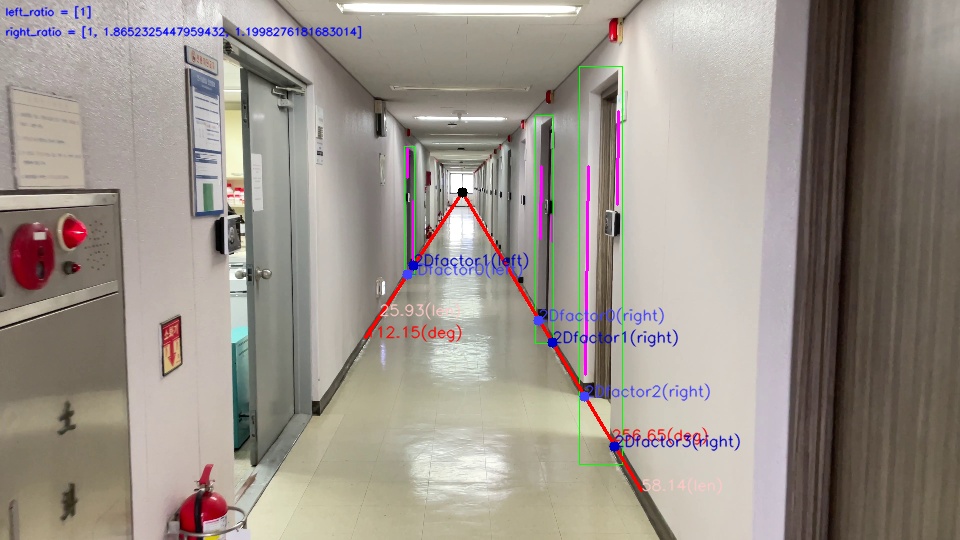 left_ratio = [1]
right_ratio = [1, 1.8652325447959432, 1.1998276181683014]
2Dfactor1(left)
2Dfactor0(left)
25.93(len)
12.15(deg)
2Dfactor0(right)
2Dfactor1(right)
2Dfactor2(right)
256.65(deg)
2Dfactor3(right)
58.14(len)